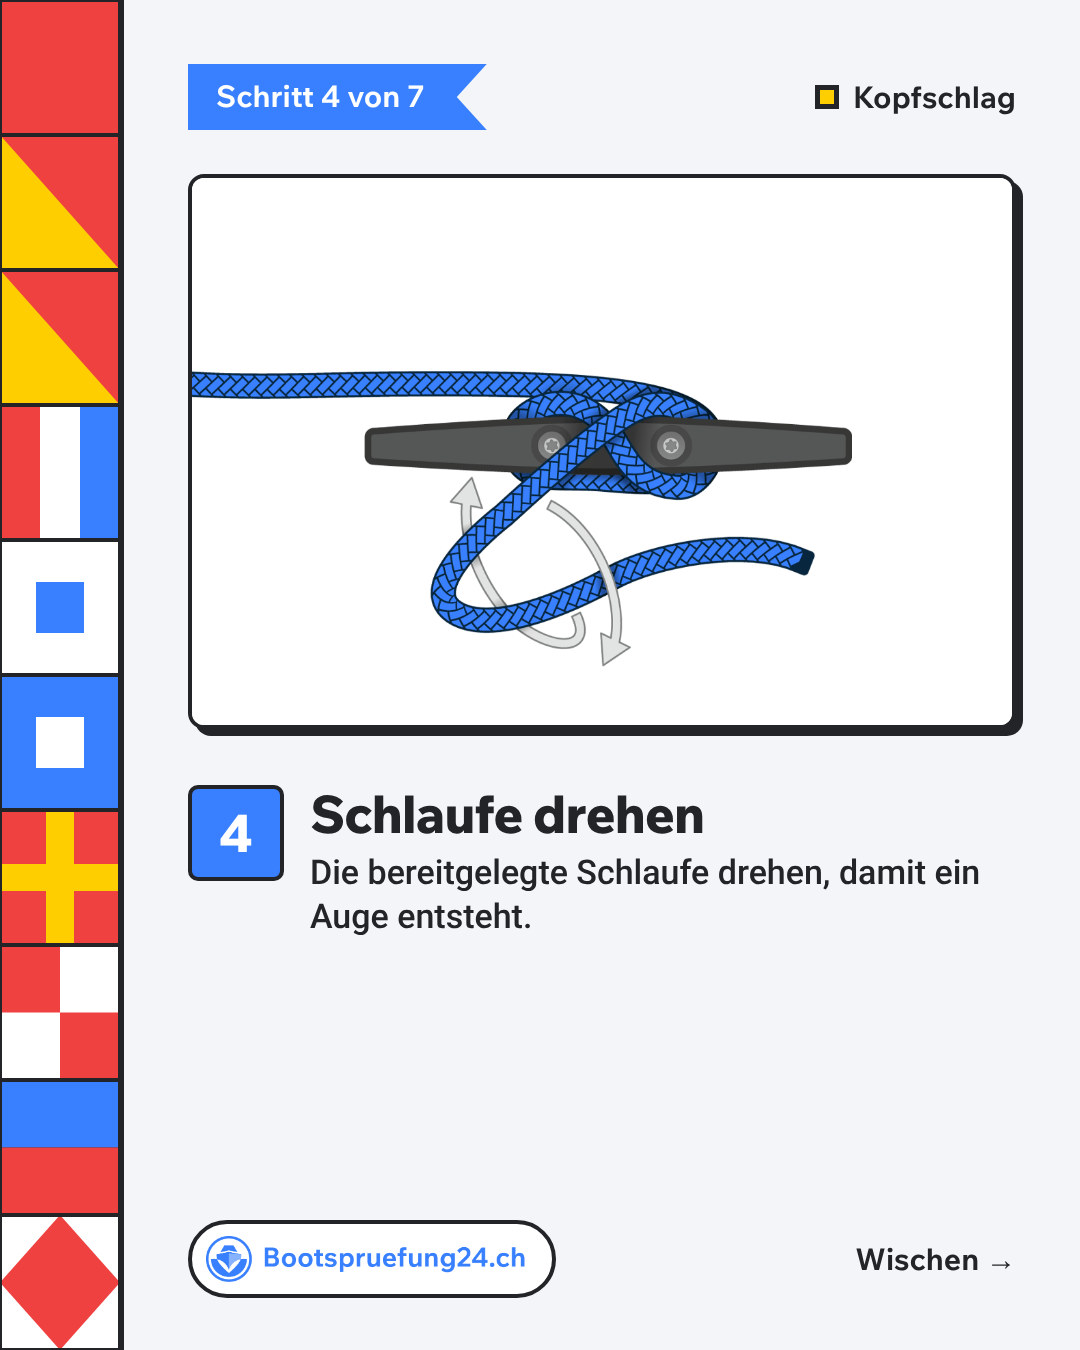 Schritt 4 von 7
Kopfschlag
4
Schlaufe drehen
Die bereitgelegte Schlaufe drehen, damit ein
Auge entsteht.
Bootspruefung24.ch
Wischen →